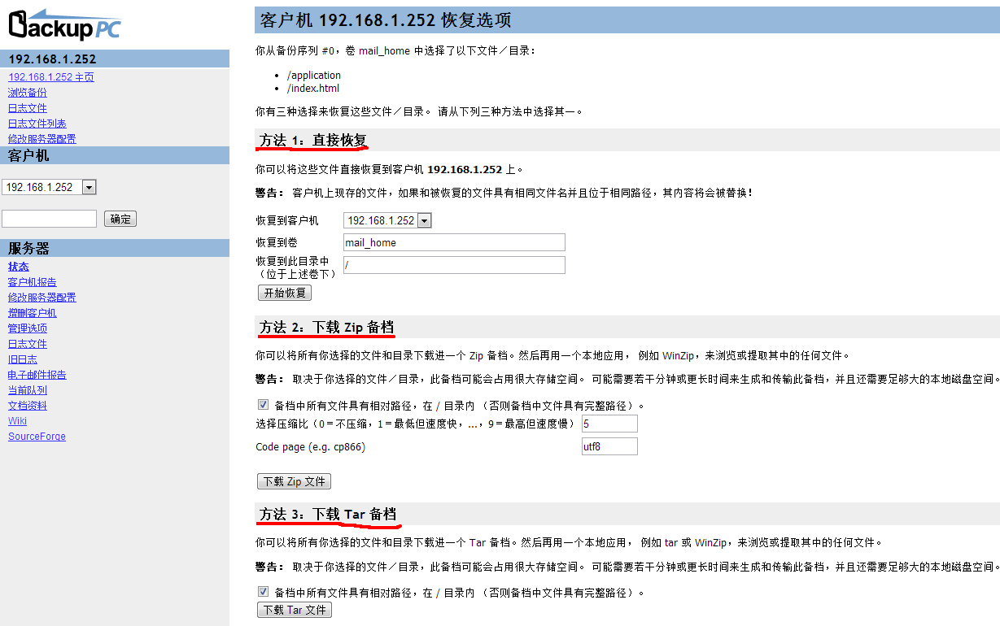 BackupPC
192.168.1.252
192.168.1.252 主页
浏览备份
日志文件
日志文件列表
修改服务器配置
客户机
192.168.1.252
确定
服务器
状态
客户机报告
修改服务器配置
增删客户机
管理选项
日志文件
旧日志
电子邮件报告
当前队列
文档资料
Wiki
SourceForge
客户机 192.168.1.252 恢复选项
你从备份序列 #0，卷 mail_home 中选择了以下文件／目录：
• /application
• /index.html
你有三种选择来恢复这些文件／目录。 请从下列三种方法中选择其一。
方法 1：直接恢复
你可以将这些文件直接恢复到客户机 192.168.1.252 上。
警告： 客户机上现存的文件，如果和被恢复的文件具有相同文件名并且位于相同路径，其内容将会被替换！
恢复到客户机 192.168.1.252
恢复到卷 mail_home
恢复到此目录中
（位于上述卷下） /
开始恢复
方法 2：下载 Zip 备档
你可以将所有你选择的文件和目录下载进一个 Zip 备档。然后再用一个本地应用， 例如 WinZip，来浏览或提取其中的任何文件。
警告： 取决于你选择的文件／目录，此备档可能会占用很大存储空间。 可能需要若干分钟或更长时间来生成和传输此备档，并且还需要足够大的本地磁盘空间。
备档中所有文件具有相对路径，在 / 目录内 （否则备档中文件具有完整路径）。
选择压缩比（0＝不压缩，1＝最低但速度快，...，9＝最高但速度慢） 5
Code page (e.g. cp866) utf8
下载 Zip 文件
方法 3：下载 Tar 备档
你可以将所有你选择的文件和目录下载进一个 Tar 备档。然后再用一个本地应用， 例如 tar 或 WinZip，来浏览或提取其中的任何文件。
警告： 取决于你选择的文件／目录，此备档可能会占用很大存储空间。 可能需要若干分钟或更长时间来生成和传输此备档，并且还需要足够大的本地磁盘空间。
备档中所有文件具有相对路径，在 / 目录内 （否则备档中文件具有完整路径）。
下载 Tar 文件